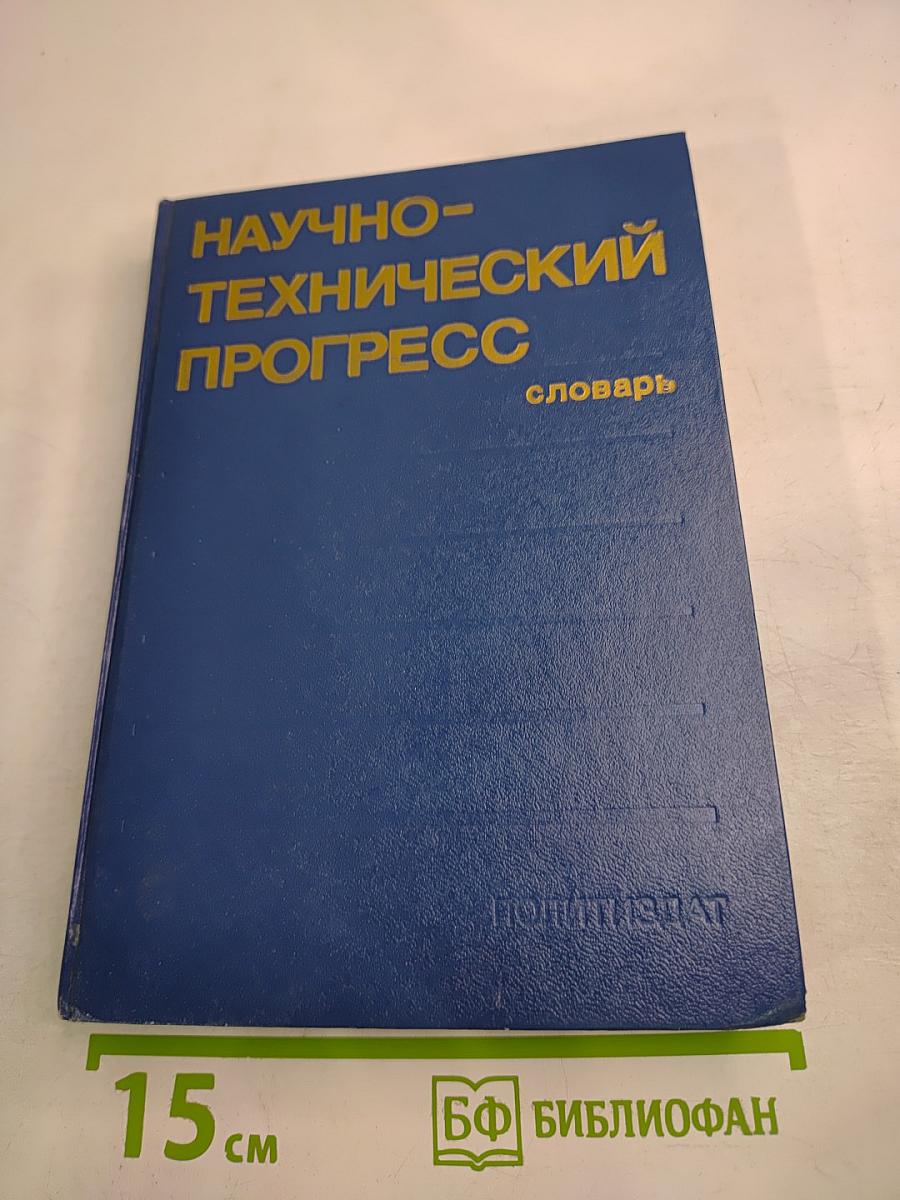 НАУЧНО-
ТЕХНИЧЕСКИЙ
ПРОГРЕСС
словарь
ПОЛИТИЗДАТ
15 см
БФ БИБЛИОФАН